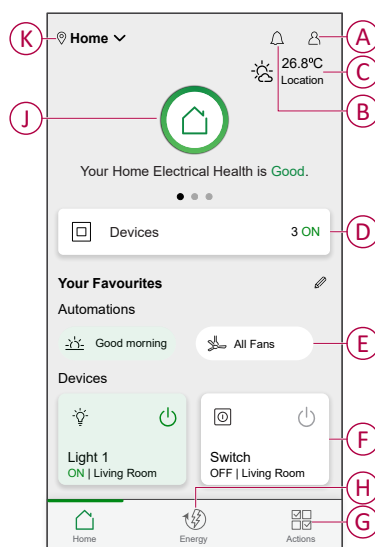 K
Home
A
26.8ºC
Location
C
B
J
Your Home Electrical Health is Good.
Devices
3 ON
D
Your Favourites
Automations
Good morning
All Fans
E
Devices
Light 1
ON | Living Room
Switch
OFF | Living Room
F
H
Home
Energy
Actions
G